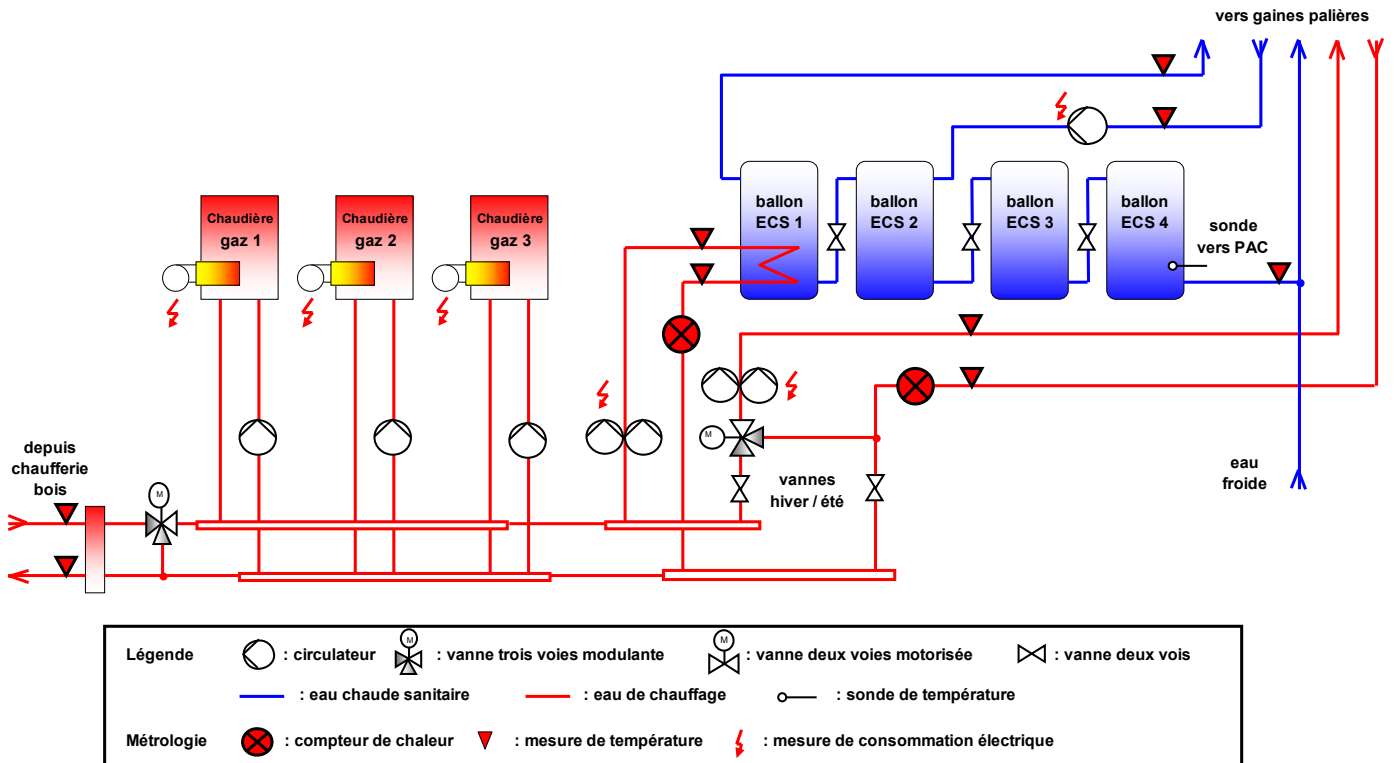 vers gaines palières
Chaudière
gaz 1
Chaudière
gaz 2
Chaudière
gaz 3
ballon
ECS 1
ballon
ECS 2
ballon
ECS 3
ballon
ECS 4
sonde
vers PAC
depuis
chaufferie
bois
M
M
vannes
hiver / été
eau
froide
Légende
: circulateur
M
: vanne trois voies modulante
M
: vanne deux voies motorisée
: vanne deux vois
: eau chaude sanitaire
: eau de chauffage
: sonde de température
Métrologie
: compteur de chaleur
: mesure de température
: mesure de consommation électrique